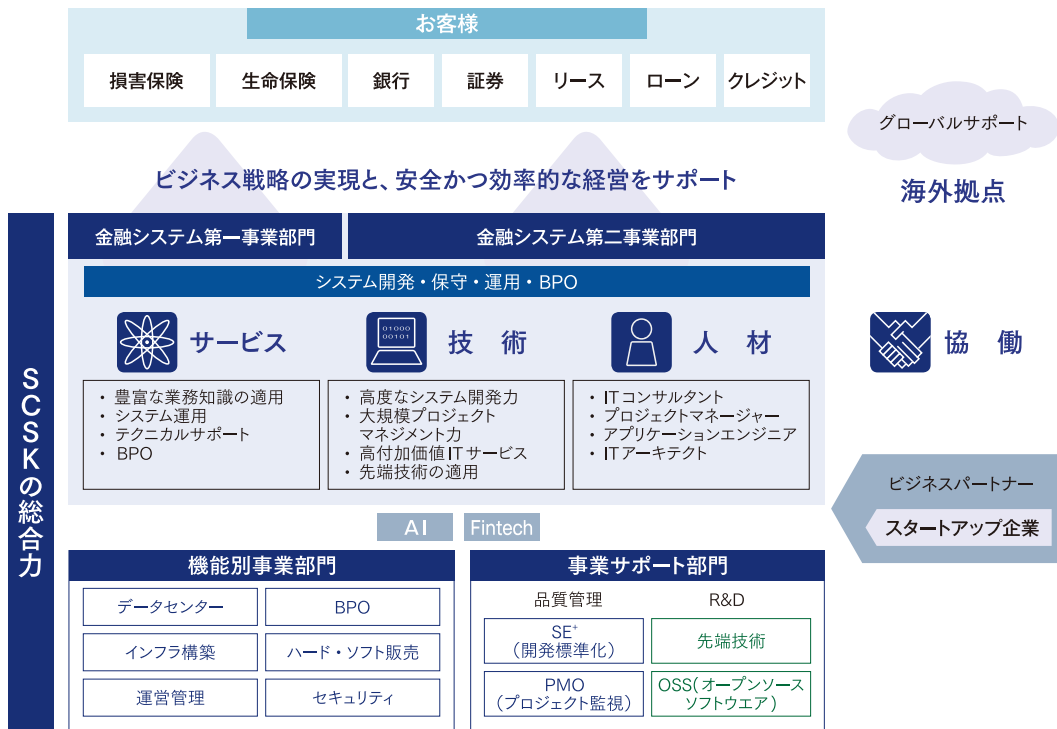 お客様
損害保険
生命保険
銀行
証券
リース
ローン
クレジット
グローバルサポート
海外拠点
ビジネス戦略の実現と、安全かつ効率的な経営をサポート
SCSKの総合力
金融システム第一事業部門
金融システム第二事業部門
システム開発・保守・運用・BPO
サービス
・ 豊富な業務知識の適用
・ システム運用
・ テクニカルサポート
・ BPO
01000
00101
技 術
・ 高度なシステム開発力
・ 大規模プロジェクト
マネジメント力
・ 高付加価値ITサービス
・ 先端技術の適用
人 材
・ ITコンサルタント
・ プロジェクトマネージャー
・ アプリケーションエンジニア
・ ITアーキテクト
協 働
ビジネスパートナー
スタートアップ企業
AI
Fintech
機能別事業部門
データセンター
BPO
インフラ構築
ハード・ソフト販売
運営管理
セキュリティ
事業サポート部門
品質管理
R&D
SE⁺
(開発標準化)
先端技術
PMO
(プロジェクト監視)
OSS(オープンソース
ソフトウエア)